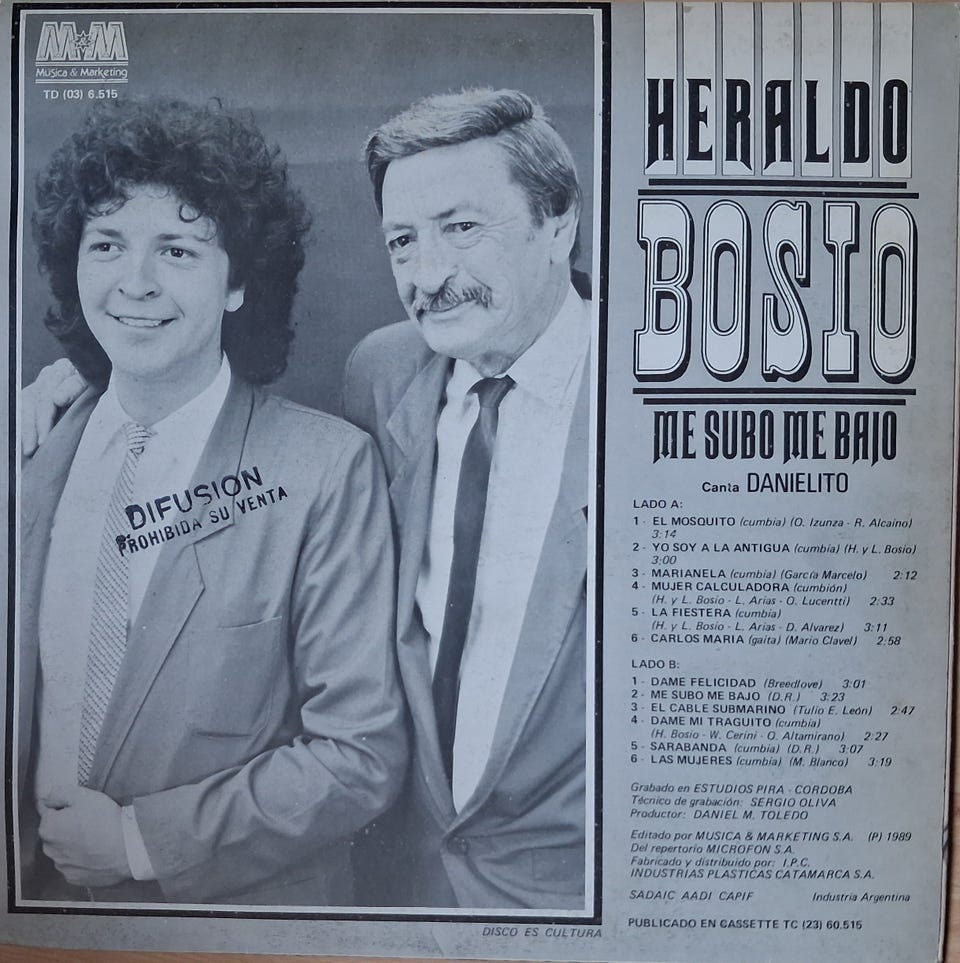 M&M
Música & Marketing
TD (03) 6.515
DIFUSION
PROHIBIDA SU VENTA
DISCO ES CULTURA
HERALDO
BOSIO
ME SUBO ME BAJO
Canta DANIELITO
LADO A:
1 - EL MOSQUITO (cumbia) (O. Izunza - R. Alcaíno)
3:14
2 - YO SOY A LA ANTIGUA (cumbia) (H. y L. Bosio)
3:00
3 - MARIANELA (cumbia) (García Marcelo) 2:12
4 - MUJER CALCULADORA (cumbión)
(H. y L. Bosio - L. Arias - O. Lucentti) 2:33
5 - LA FIESTERA (cumbia)
(H. y L. Bosio - L. Arias - D. Alvarez) 3:11
6 - CARLOS MARIA (gaita) (Mario Clavel) 2:58
LADO B:
1 - DAME FELICIDAD (Breedlove) 3:01
2 - ME SUBO ME BAJO (D.R.) 3:23
3 - EL CABLE SUBMARINO (Tulio E. León) 2:47
4 - DAME MI TRAGUITO (cumbia)
(H. Bosio - W. Cerini - O. Altamirano) 2:27
5 - SARABANDA (cumbia) (D.R.) 3:07
6 - LAS MUJERES (cumbia) (M. Blanco) 3:19
Grabado en ESTUDIOS PIRA - CORDOBA
Técnico de grabación: SERGIO OLIVA
Productor: DANIEL M. TOLEDO
Editado por MUSICA & MARKETING S.A. (P) 1989
Del repertorio MICROFON S.A.
Fabricado y distribuido por: I.P.C.
INDUSTRIAS PLASTICAS CATAMARCA S.A.
SADAIC AADI CAPIF Industria Argentina
PUBLICADO EN CASSETTE TC (23) 60.515